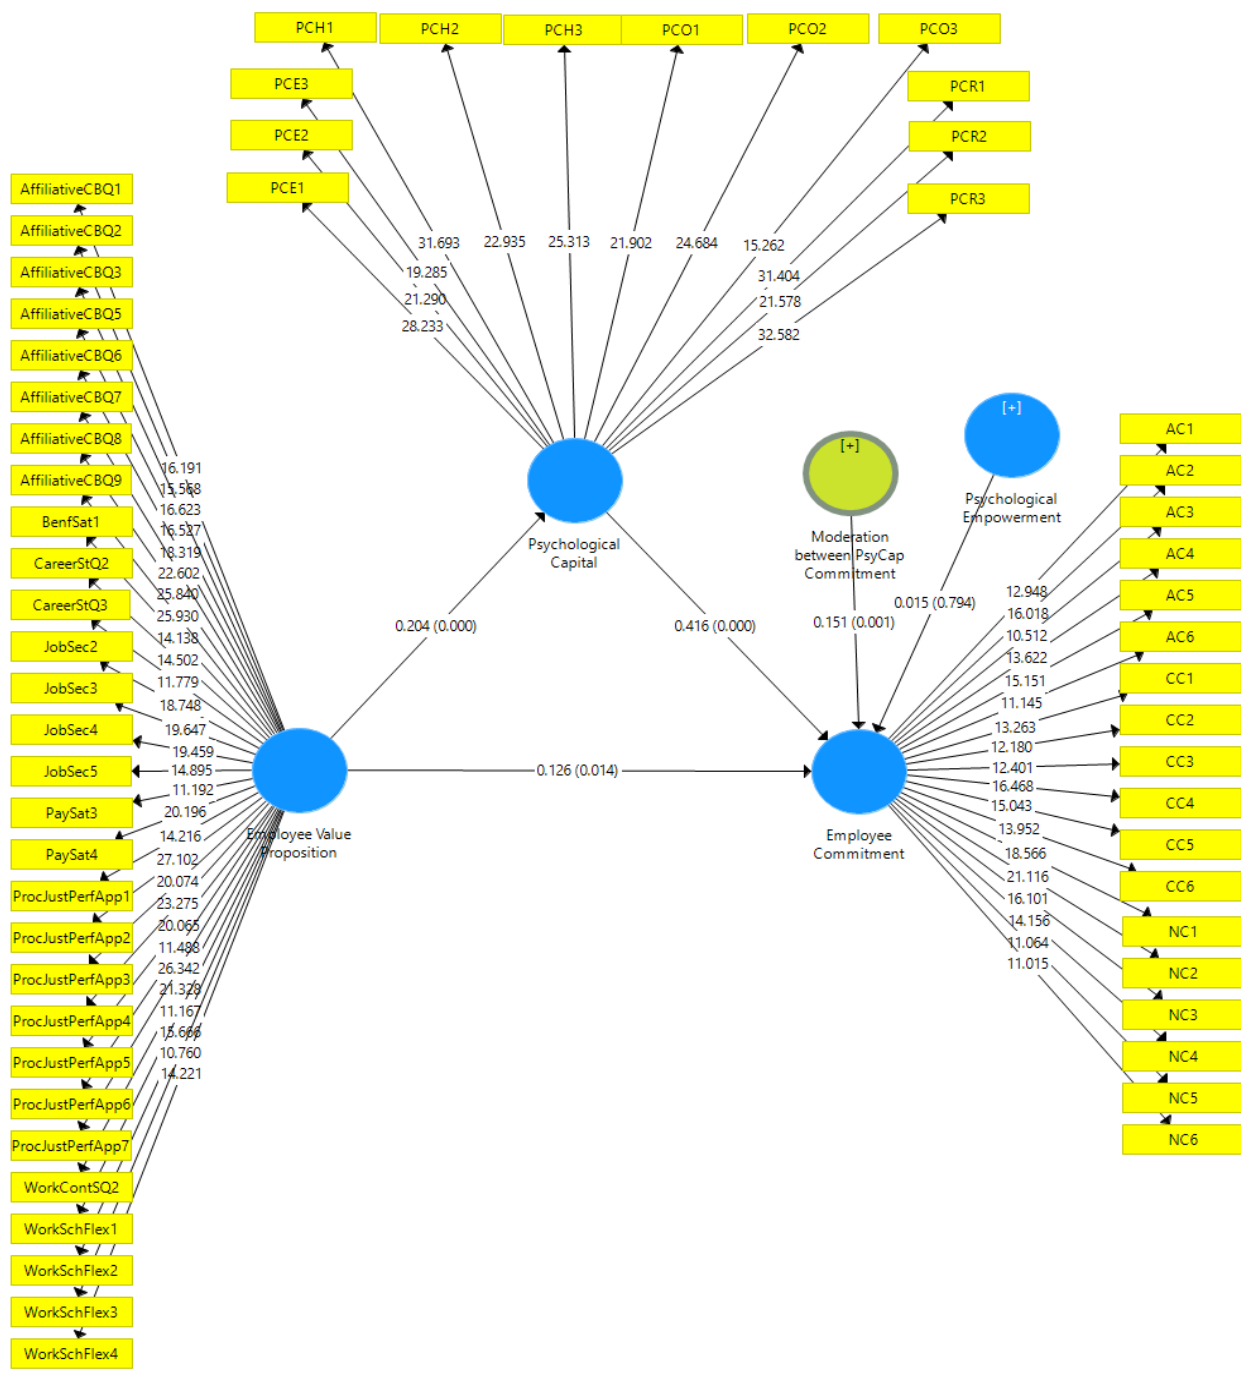 PCH1
PCH2
PCH3
PCO1
PCO2
PCO3
PCE3
PCE2
PCE1
PCR1
PCR2
PCR3
31.693
22.935
25.313
21.902
24.684
15.262
19.285
21.290
28.233
31.404
21.578
32.582
AffiliativeCBQ1
AffiliativeCBQ2
AffiliativeCBQ3
AffiliativeCBQ5
AffiliativeCBQ6
AffiliativeCBQ7
AffiliativeCBQ8
AffiliativeCBQ9
BenfSat1
CareerStQ2
CareerStQ3
JobSec2
JobSec3
JobSec4
JobSec5
PaySat3
PaySat4
ProcJustPerfApp1
ProcJustPerfApp2
ProcJustPerfApp3
ProcJustPerfApp4
ProcJustPerfApp5
ProcJustPerfApp6
ProcJustPerfApp7
WorkContSQ2
WorkSchFlex1
WorkSchFlex2
WorkSchFlex3
WorkSchFlex4
16.191
15.568
16.623
16.527
18.319
22.602
25.840
25.930
14.138
14.502
11.779
18.748
19.647
19.459
14.895
11.192
20.196
14.216
27.102
20.074
23.275
20.065
11.488
26.342
21.328
11.167
15.666
10.760
14.221
Employee Value
Proposition
Psychological
Capital
[+]
Moderation
between PsyCap
Commitment
[+]
Psychological
Empowerment
0.204 (0.000)
0.416 (0.000)
0.151 (0.001)
0.015 (0.794)
0.126 (0.014)
Employee
Commitment
12.948
16.018
10.512
13.622
15.151
11.145
13.263
12.180
12.401
16.468
15.043
13.952
18.566
21.116
16.101
14.156
11.064
11.015
AC1
AC2
AC3
AC4
AC5
AC6
CC1
CC2
CC3
CC4
CC5
CC6
NC1
NC2
NC3
NC4
NC5
NC6